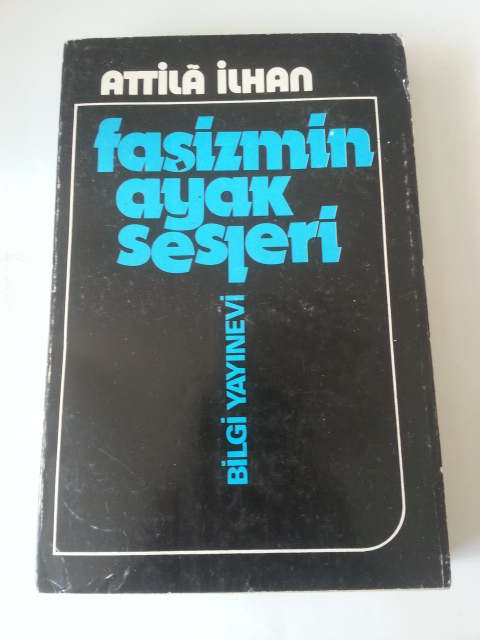 ATTİLÂ İLHAN
faşizmin
ayak
sesleri
BİLGİ YAYINEVİ